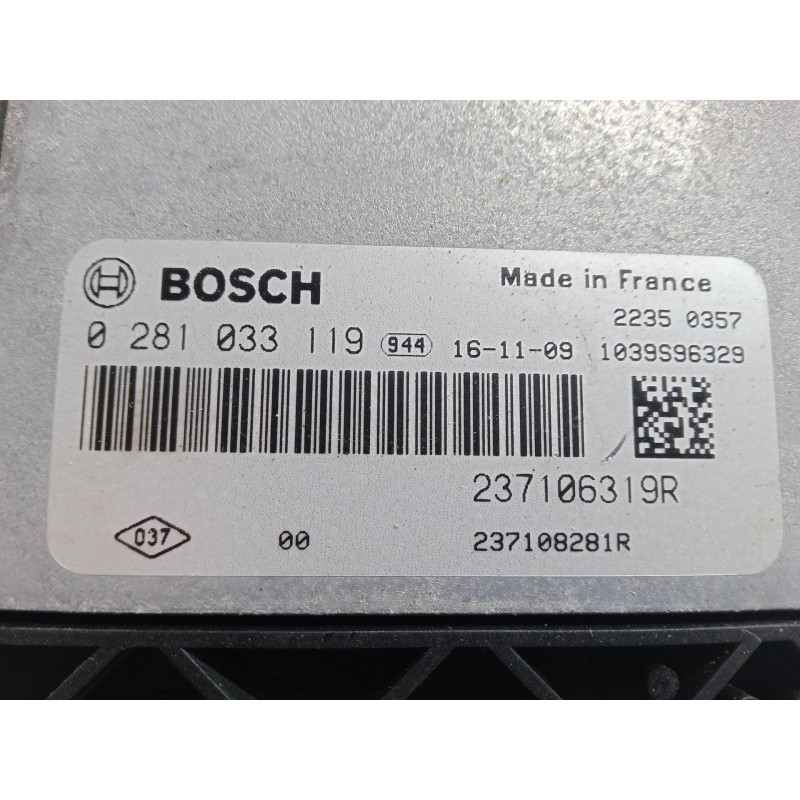 BOSCH Made in France
2235 0357
0 281 033 119 944 16-11-09 1039S96329
237106319R
037 00 237108281R